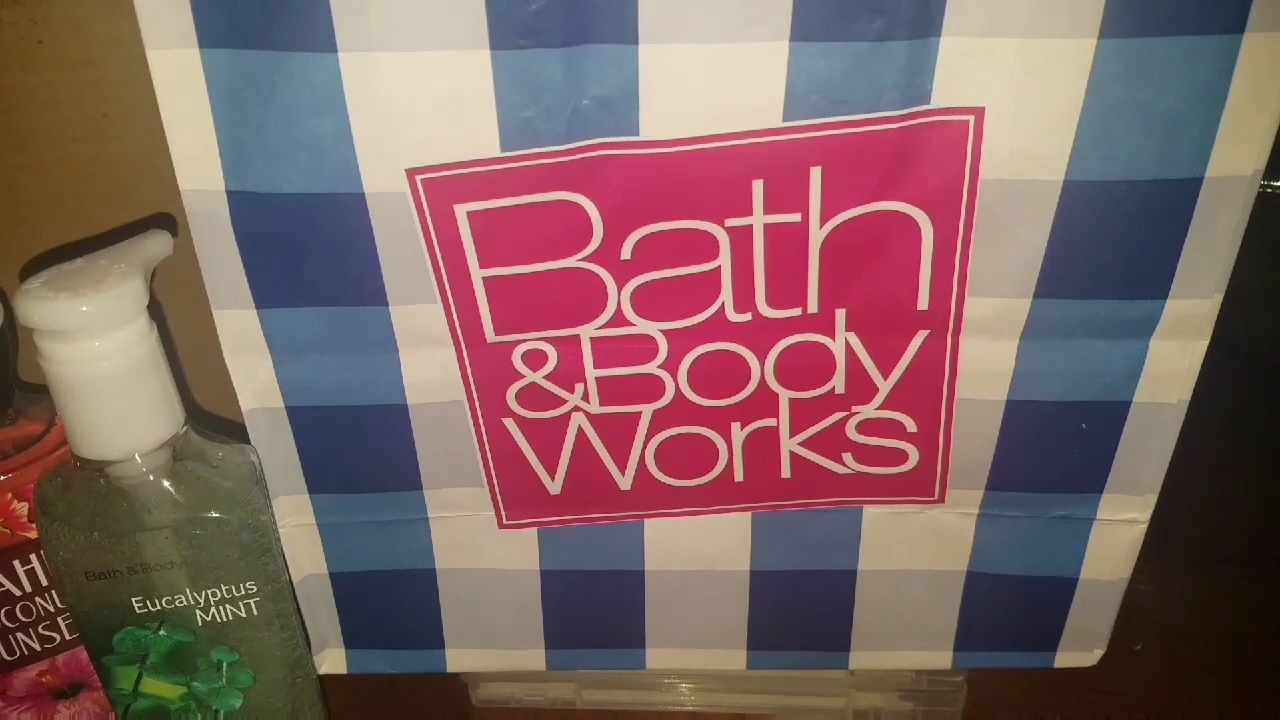 Bath
& Body
Works
Bath & Body
Eucalyptus
MINT